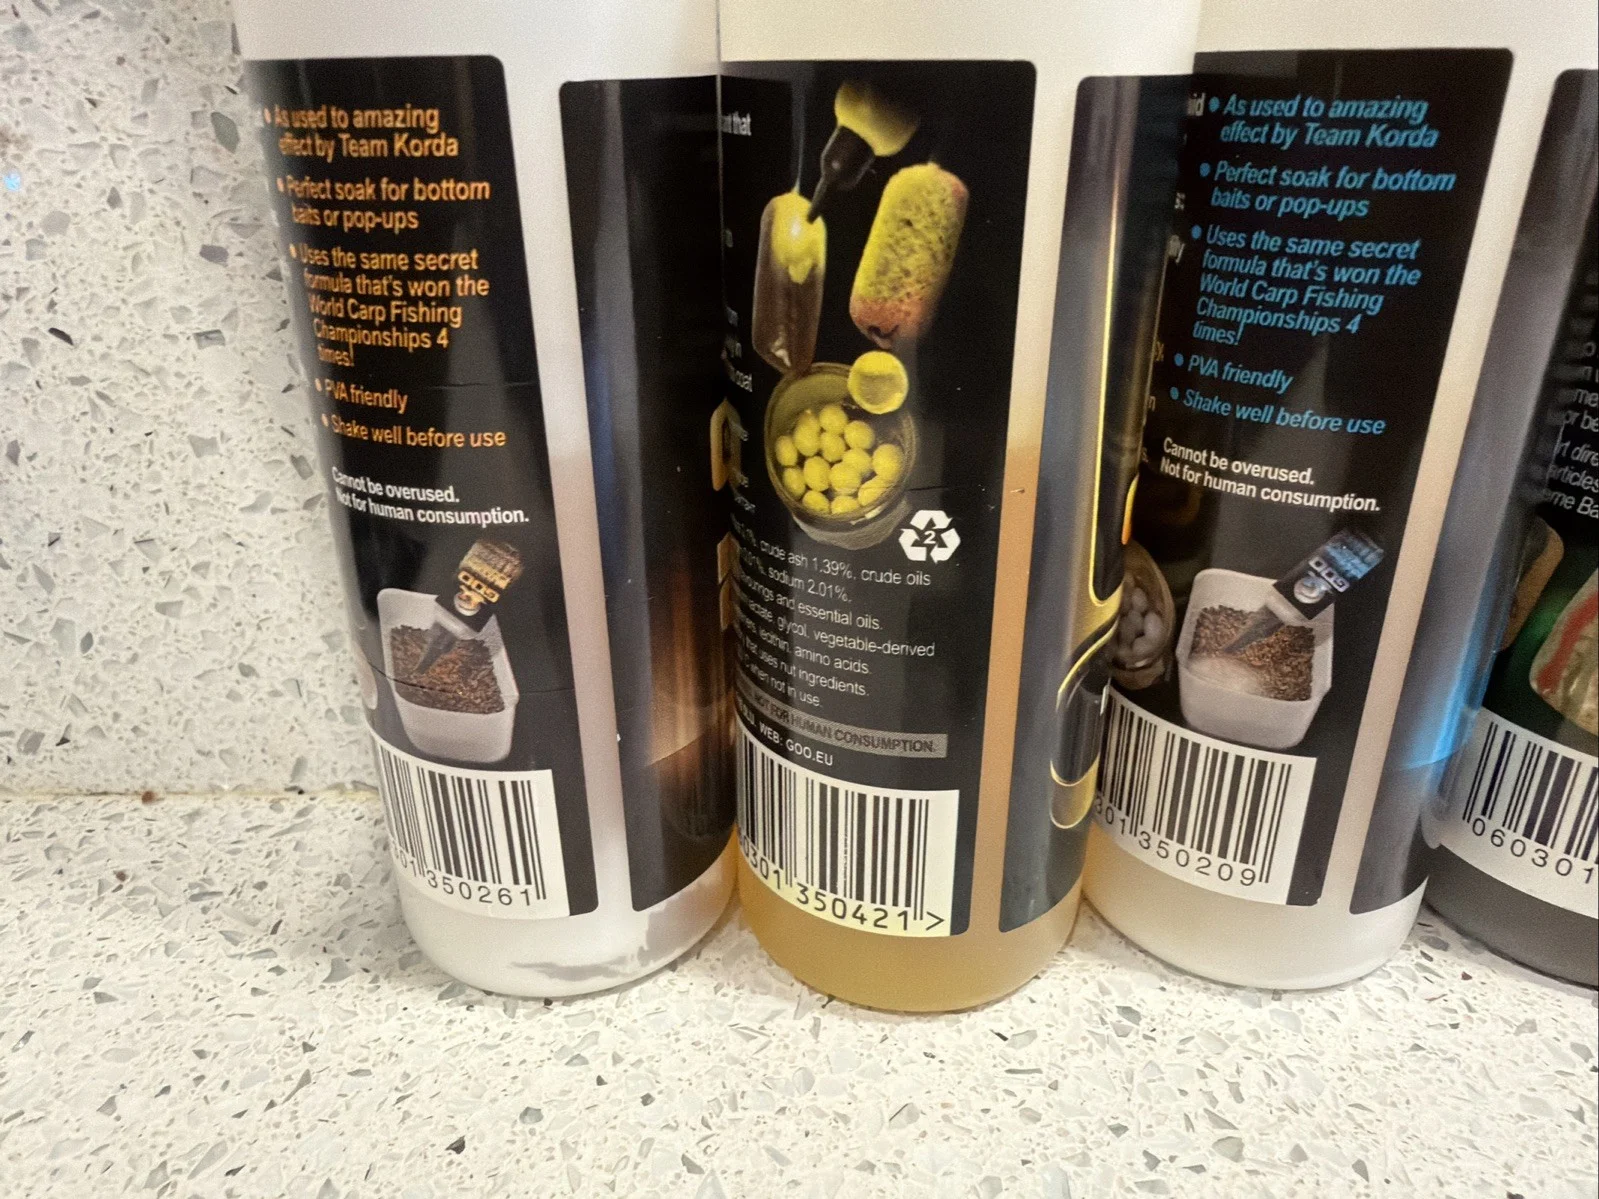 As used to amazing
effect by Team Korda
Perfect soak for bottom
baits or pop-ups
Uses the same secret
formula that's won the
World Carp Fishing
Championships 4
times!
PVA friendly
Shake well before use
Cannot be overused.
Not for human consumption.
GOO
350261
that
2
crude ash 1.39%, crude oils
sodium 2.01%.
and essential oils.
glycol, vegetable-derived
lecithin, amino acids.
that uses nut ingredients.
when not in use.
NOT FOR HUMAN CONSUMPTION.
WEB: GOO.EU
301 350421 >
As used to amazing
effect by Team Korda
Perfect soak for bottom
baits or pop-ups
Uses the same secret
formula that's won the
World Carp Fishing
Championships 4
times!
PVA friendly
Shake well before use
Cannot be overused.
Not for human consumption.
GOO
301 350209
060301